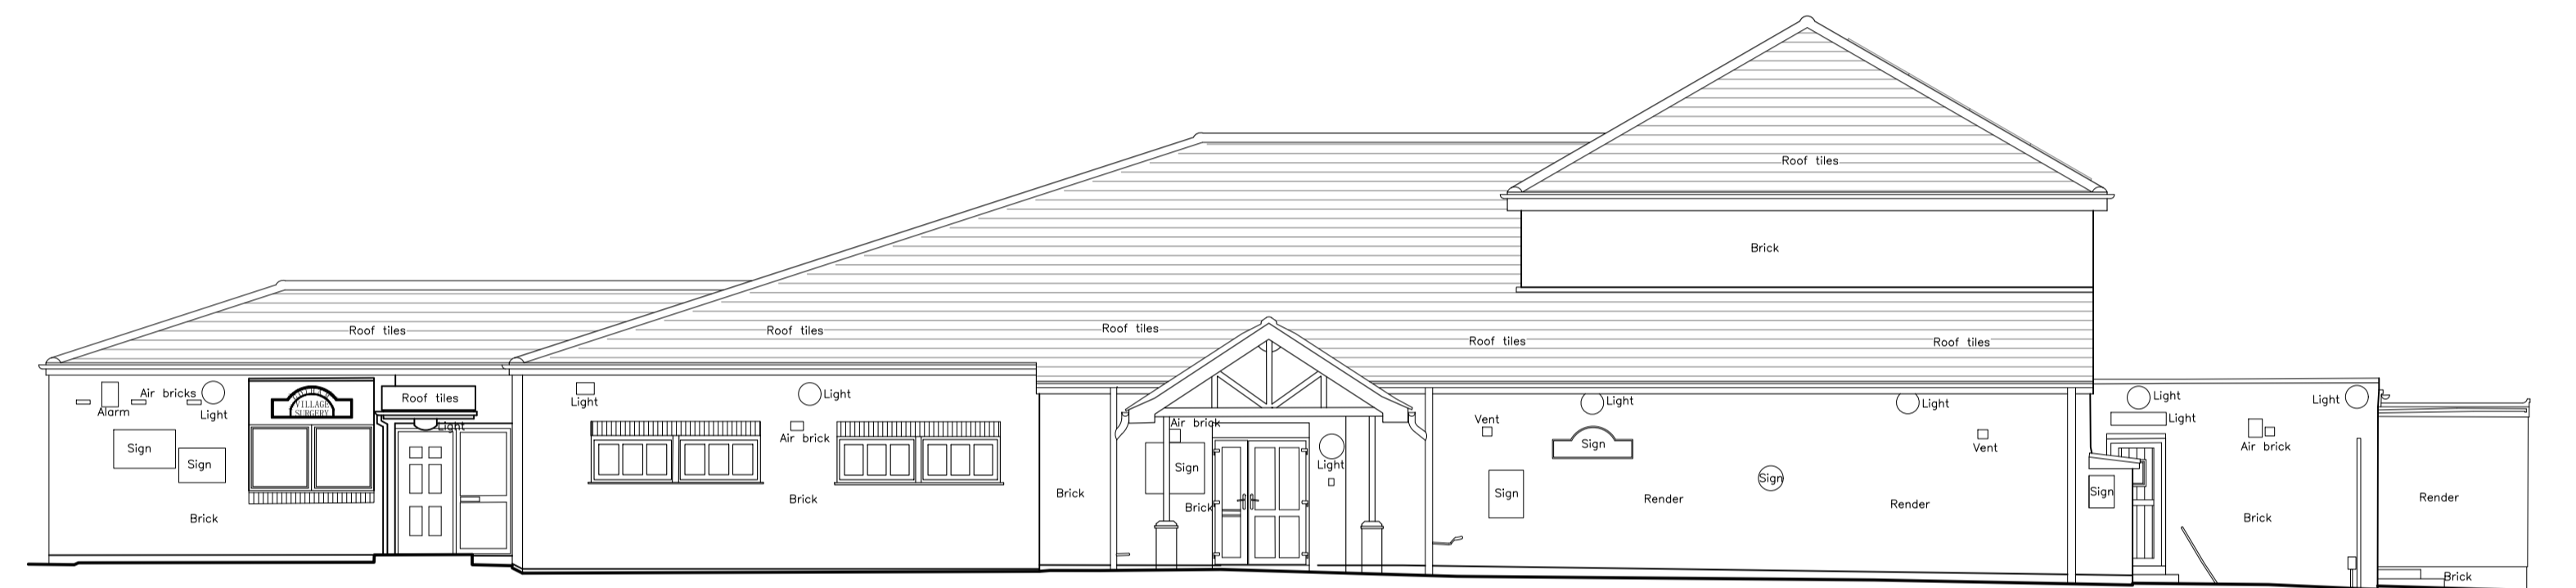 Roof tiles
Brick
Roof tiles
Roof tiles
Roof tiles
Roof tiles
Roof tiles
Air bricks
Alarm
Light
VILLAGE
SURGERY
Roof tiles
Light
Sign
Sign
Brick
Light
Light
Air brick
Brick
Brick
Air brick
Sign
Brick
Light
Vent
Light
Sign
Sign
Sign
Render
Light
Vent
Render
Light
Light
Light
Sign
Air brick
Brick
Render
Brick